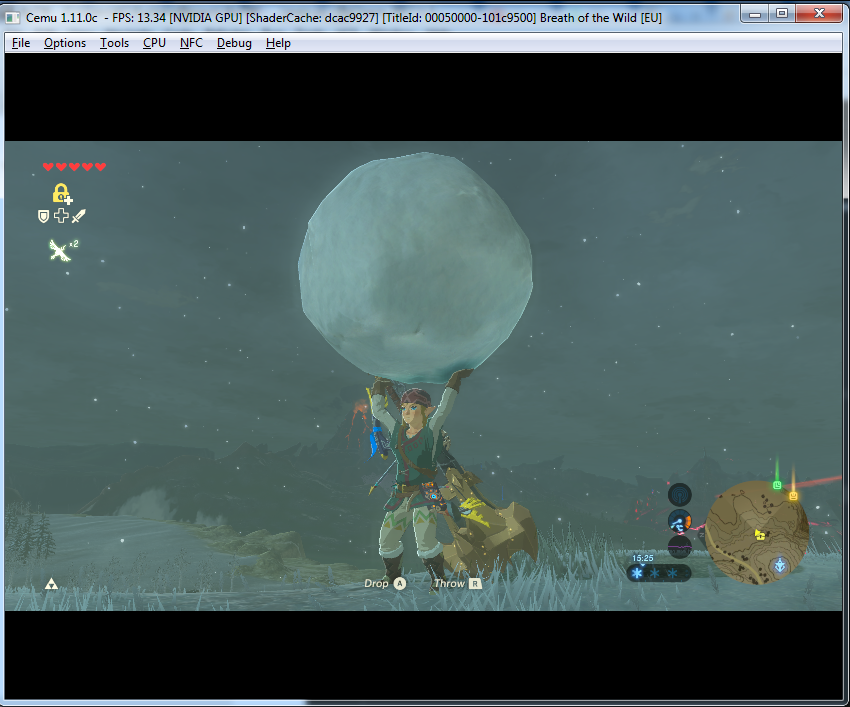 Cemu 1.11.0c - FPS: 13.34 [NVIDIA GPU] [ShaderCache: dcac9927] [TitleId: 00050000-101c9500] Breath of the Wild [EU]
File Options Tools CPU NFC Debug Help
x2
15:25
Drop A Throw R